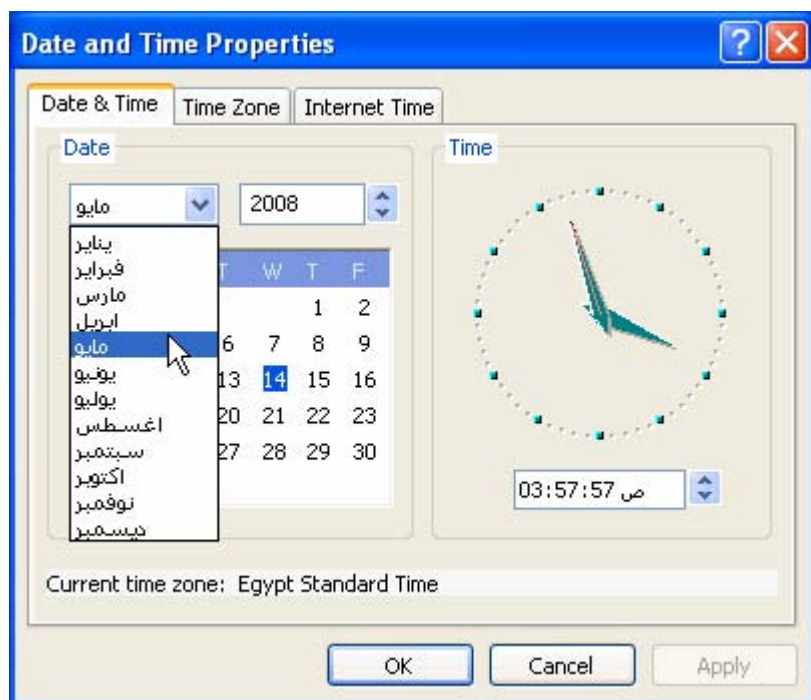 Date and Time Properties
Date & Time
Time Zone
Internet Time
Date
Time
مايو
2008
يناير
فبراير
مارس
ابريل
مايو
يونيو
يوليو
اغسطس
سبتمبر
اكتوبر
نوفمبر
ديسمبر
T W T F
1 2
6 7 8 9
13 14 15 16
20 21 22 23
27 28 29 30
03:57:57 ص
Current time zone: Egypt Standard Time
OK
Cancel
Apply